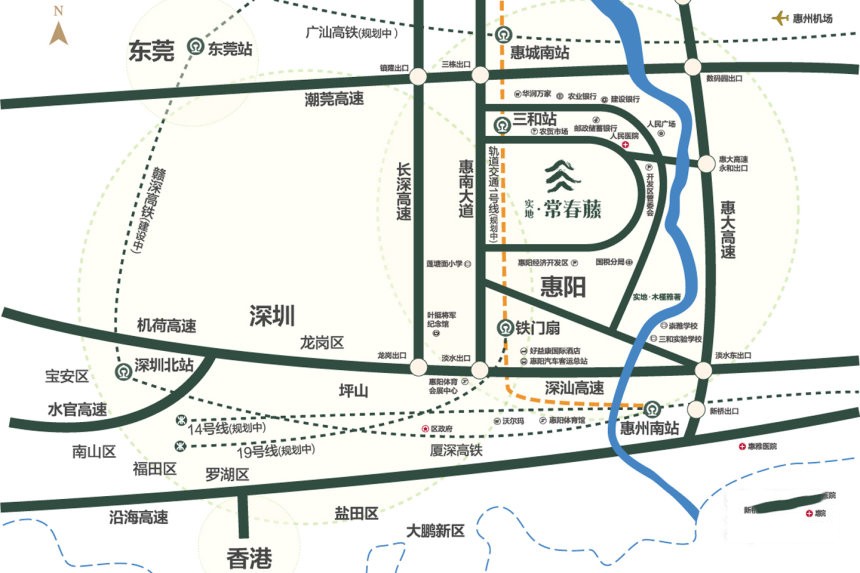 N
惠州机场
广汕高铁(规划中)
东莞
东莞站
惠城南站
销雍出口
三栋出口
数码园出口
潮莞高速
华润万家
农业银行
建设银行
三和站
农贸市场
邮政储蓄银行
人民广场
人民医院
惠大高速
永和出口
赣深高铁(建设中)
长深高速
惠南大道
轨道交通1号线(规划中)
开发区管委会
实地·常春藤
惠大高速
莲塘面小学
惠阳经济开发区
国税分局
惠阳
实地·木槿雅著
叶挺将军
纪念馆
深圳
机荷高速
龙岗区
铁门扇
崇雅学校
三和实验学校
好益康国际酒店
惠阳汽车客运总站
龙岗出口
淡水出口
淡水东出口
深圳北站
宝安区
坪山
惠阳体育
会展中心
深汕高速
水官高速
新桥出口
14号线(规划中)
区政府
沃尔玛
惠阳体育馆
惠州南站
南山区
19号线(规划中)
厦深高铁
惠雅医院
福田区
罗湖区
沿海高速
盐田区
大鹏新区
香港
新桥
医院